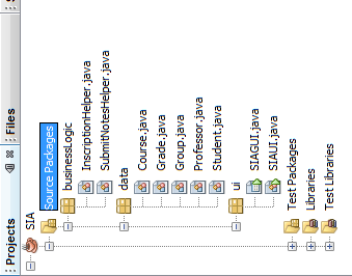 Projects
Files
S
SIA
Source Packages
businessLogic
InscriptionHelper.java
SubmitNotesHelper.java
data
Course.java
Grade.java
Group.java
Professor.java
Student.java
ui
SIAGUI.java
SIAUI.java
Test Packages
Libraries
Test Libraries